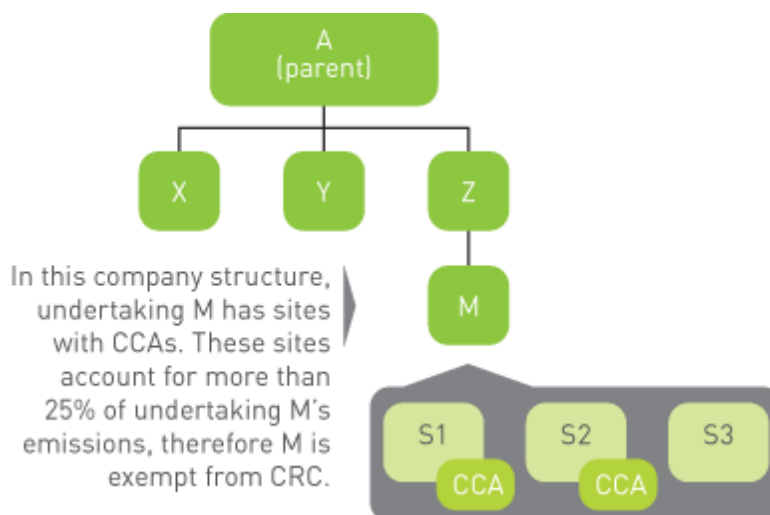 A
(parent)
X
Y
Z
In this company structure,
undertaking M has sites
with CCAs. These sites
account for more than
25% of undertaking M's
emissions, therefore M is
exempt from CRC.
M
S1
S2
S3
CCA
CCA